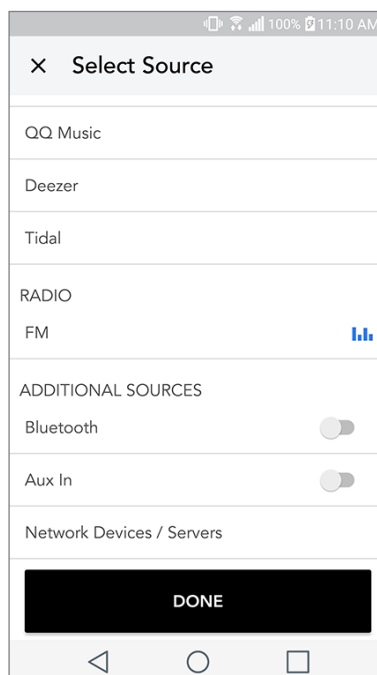 100% 11:10 AM
Select Source
QQ Music
Deezer
Tidal
RADIO
FM
ADDITIONAL SOURCES
Bluetooth
Aux In
Network Devices / Servers
DONE